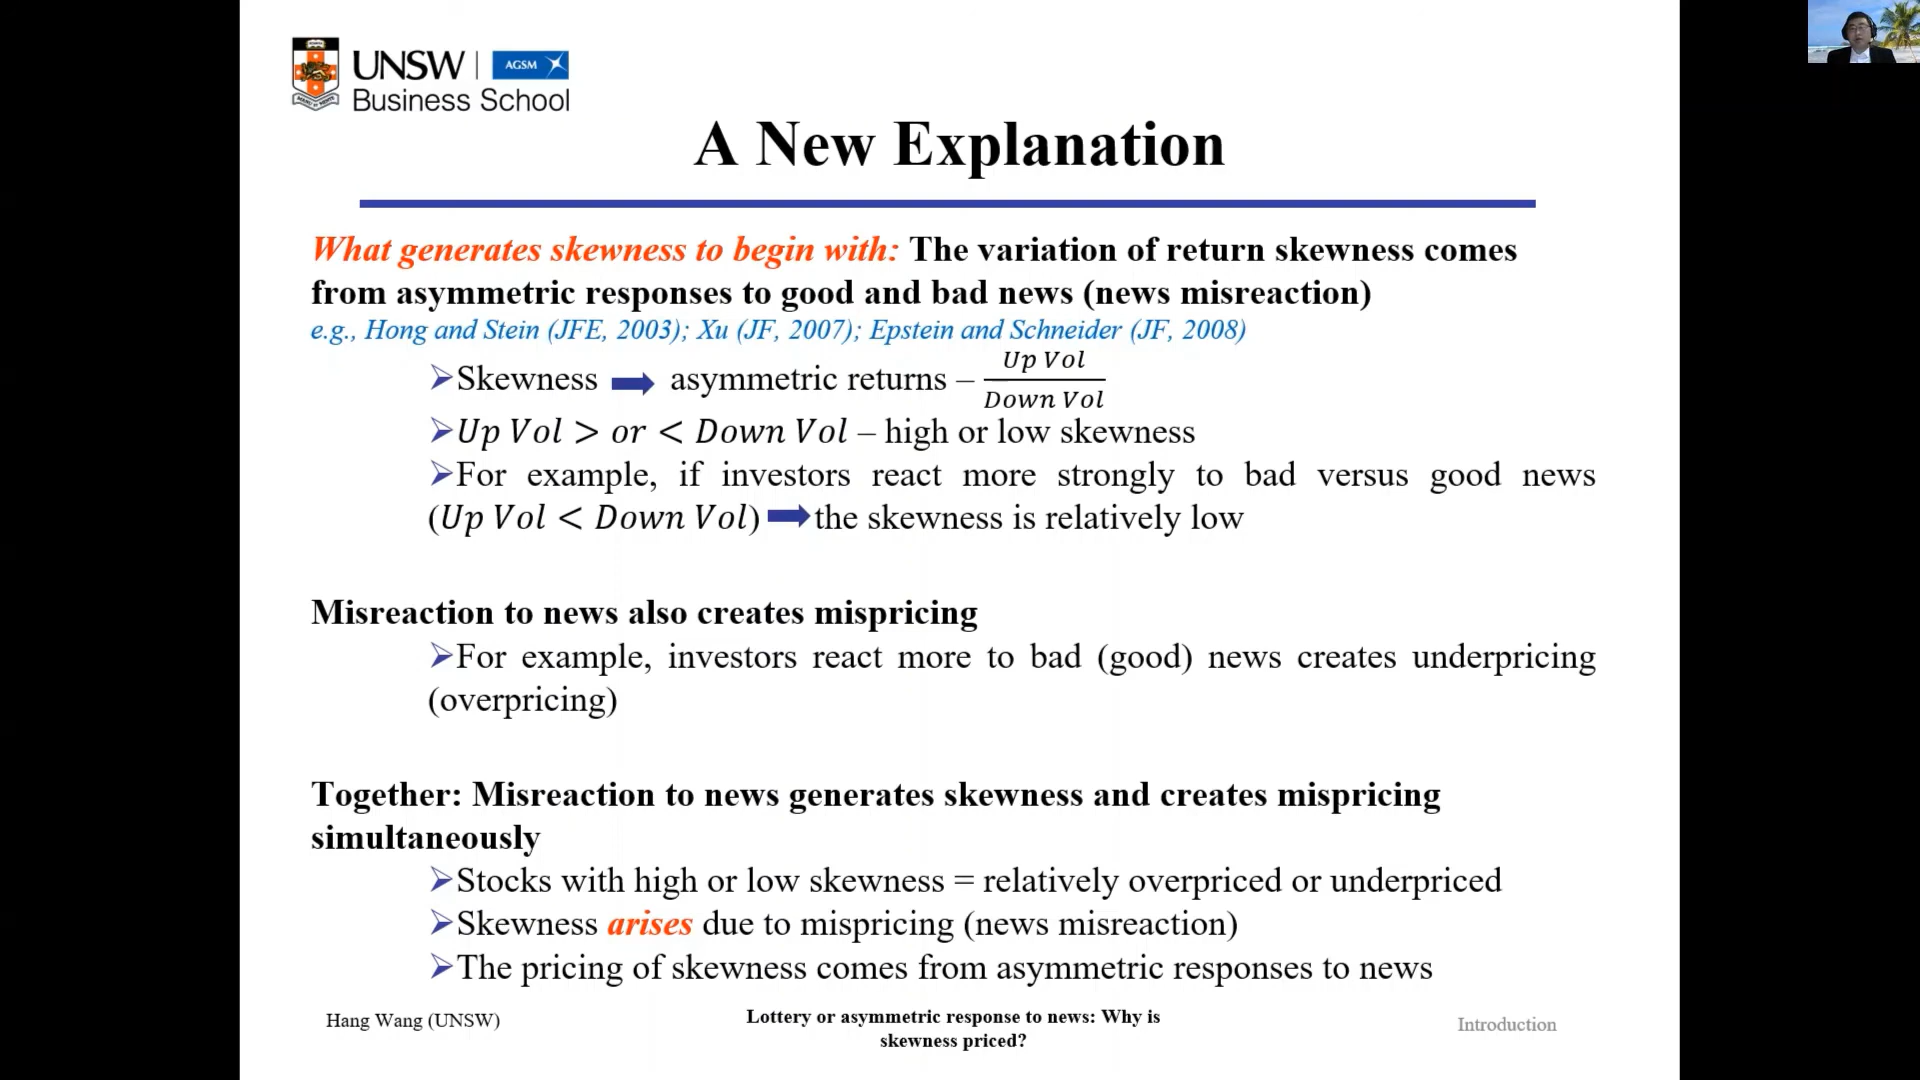 UNSW AGSM
Business School
A New Explanation
What generates skewness to begin with: The variation of return skewness comes
from asymmetric responses to good and bad news (news misreaction)
e.g., Hong and Stein (JFE, 2003); Xu (JF, 2007); Epstein and Schneider (JF, 2008)
➢Skewness ➡ asymmetric returns – Up Vol / Down Vol
➢Up Vol > or < Down Vol – high or low skewness
➢For example, if investors react more strongly to bad versus good news
(Up Vol < Down Vol) ➡ the skewness is relatively low
Misreaction to news also creates mispricing
➢For example, investors react more to bad (good) news creates underpricing
(overpricing)
Together: Misreaction to news generates skewness and creates mispricing
simultaneously
➢Stocks with high or low skewness = relatively overpriced or underpriced
➢Skewness arises due to mispricing (news misreaction)
➢The pricing of skewness comes from asymmetric responses to news
Hang Wang (UNSW)
Lottery or asymmetric response to news: Why is
skewness priced?
Introduction